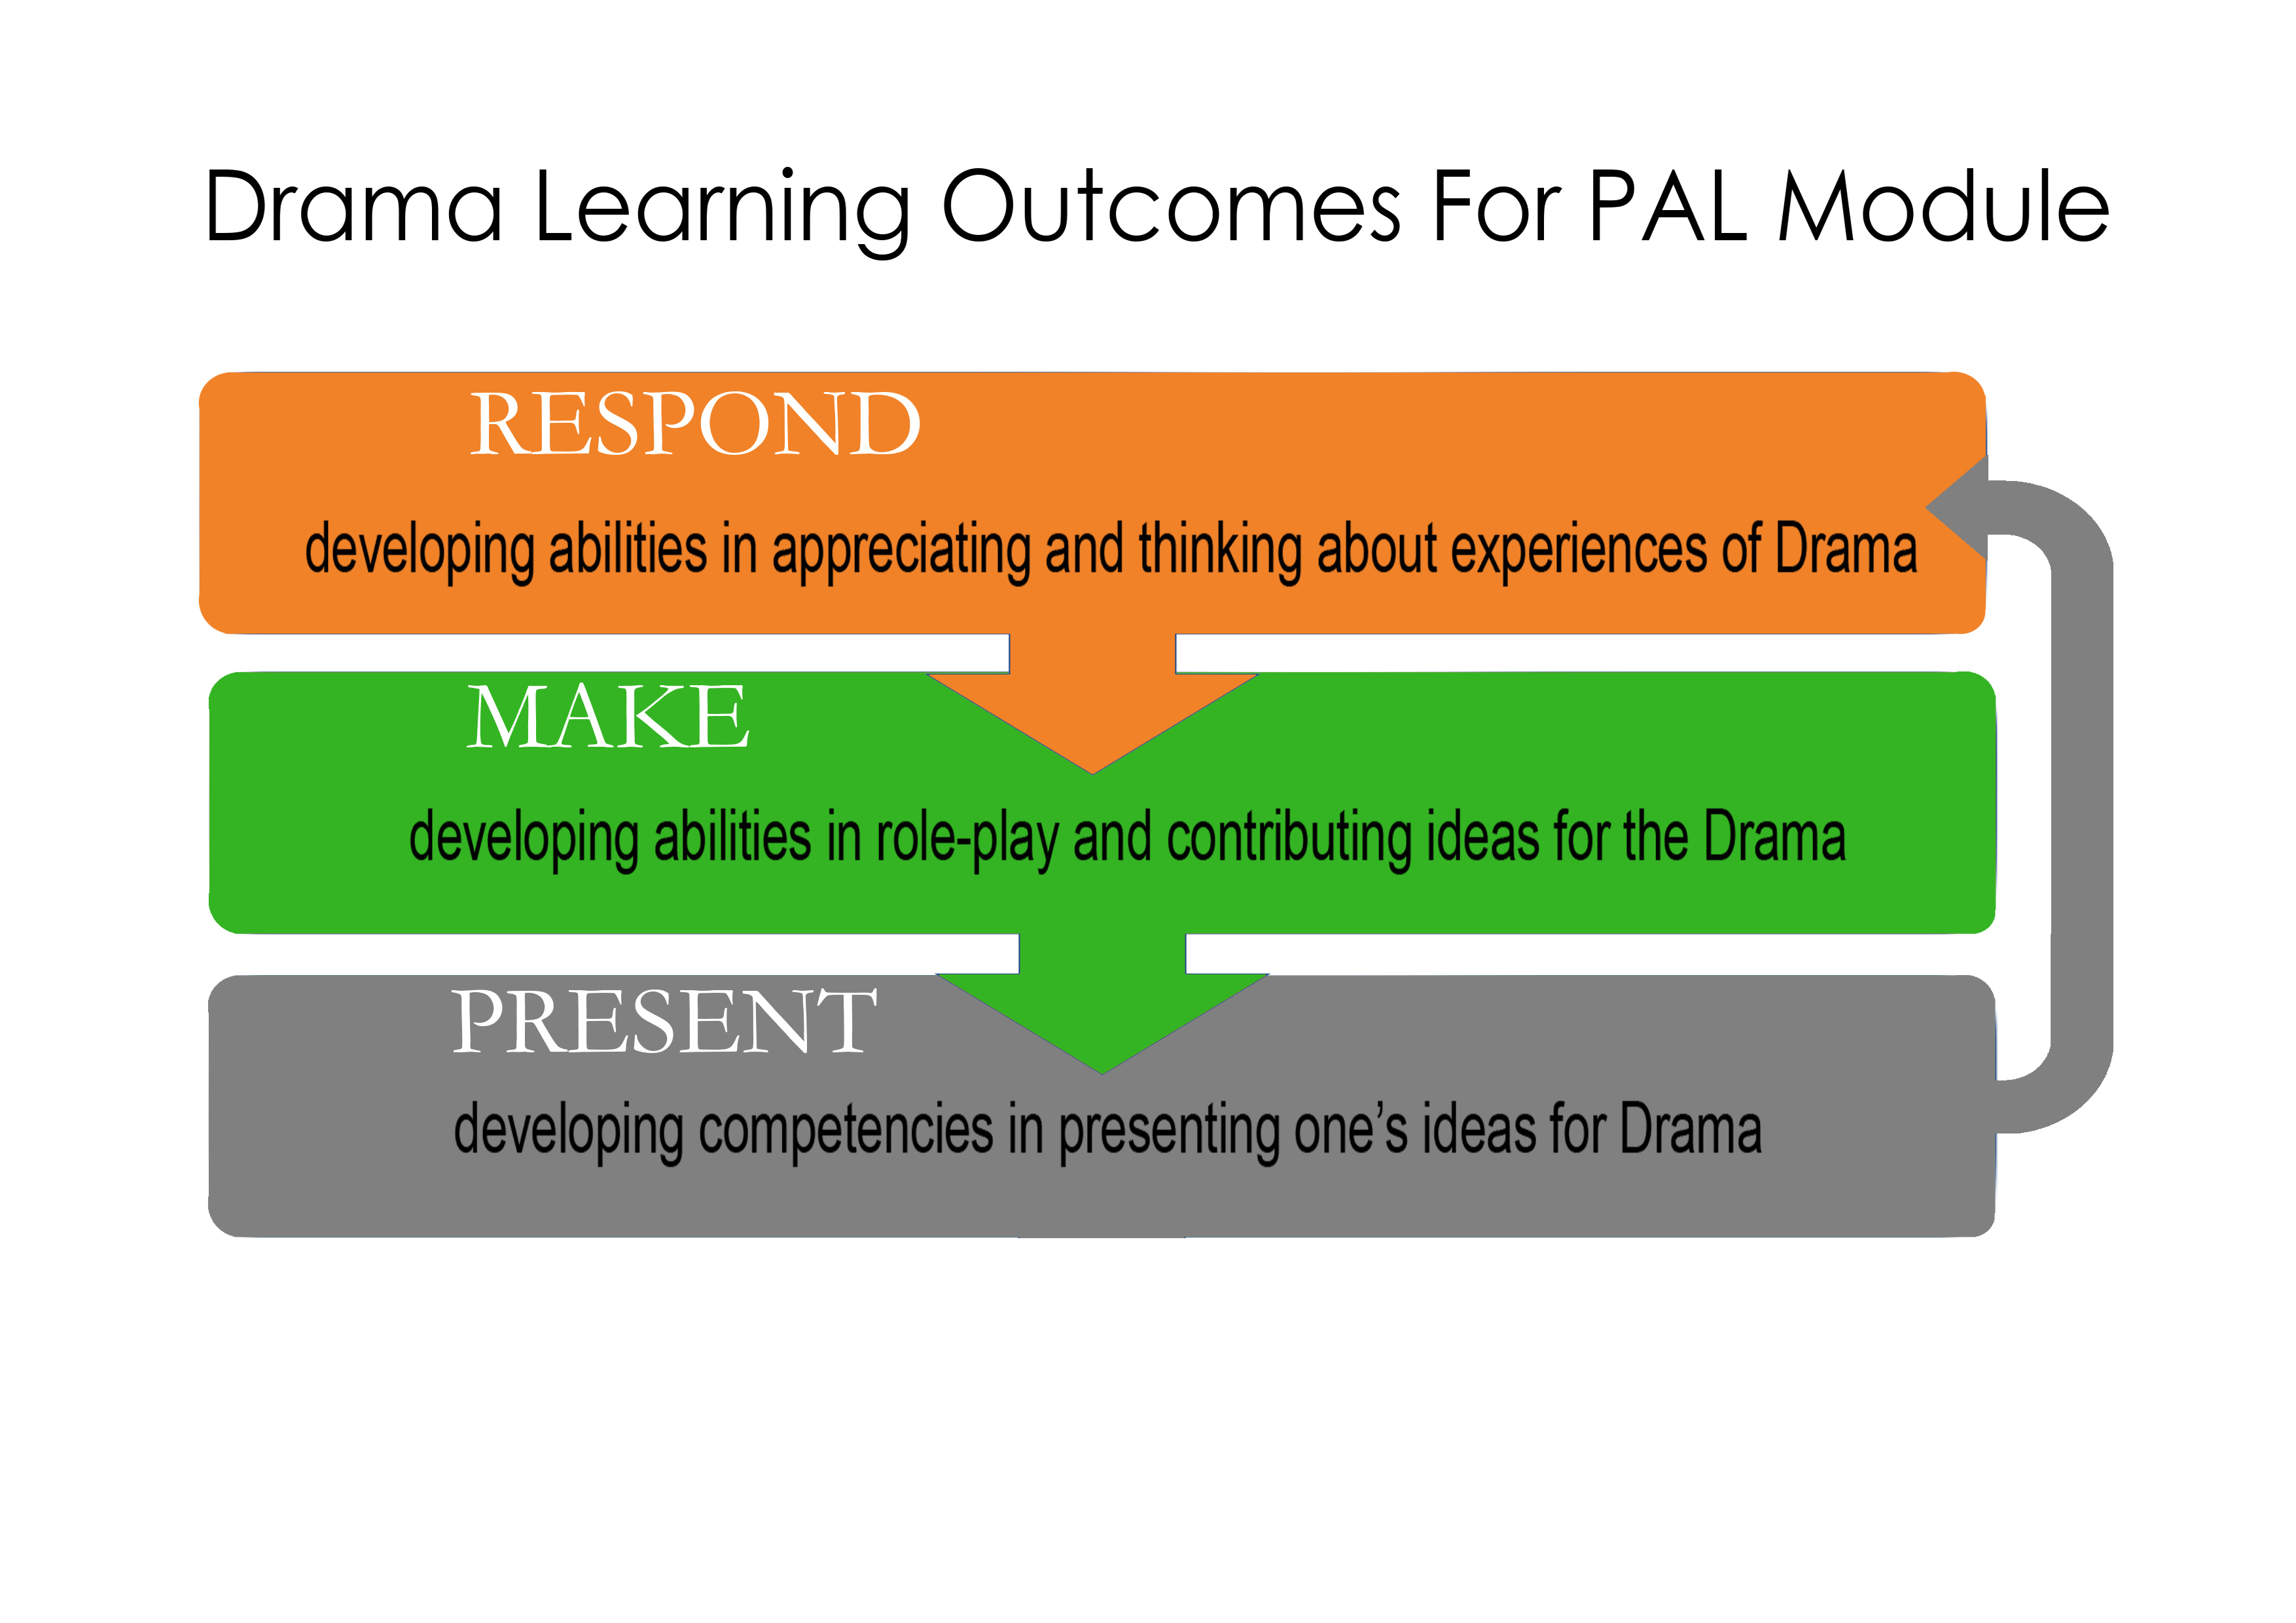 Drama Learning Outcomes For PAL Module
RESPOND
developing abilities in appreciating and thinking about experiences of Drama
MAKE
developing abilities in role-play and contributing ideas for the Drama
PRESENT
developing competencies in presenting one’s ideas for Drama